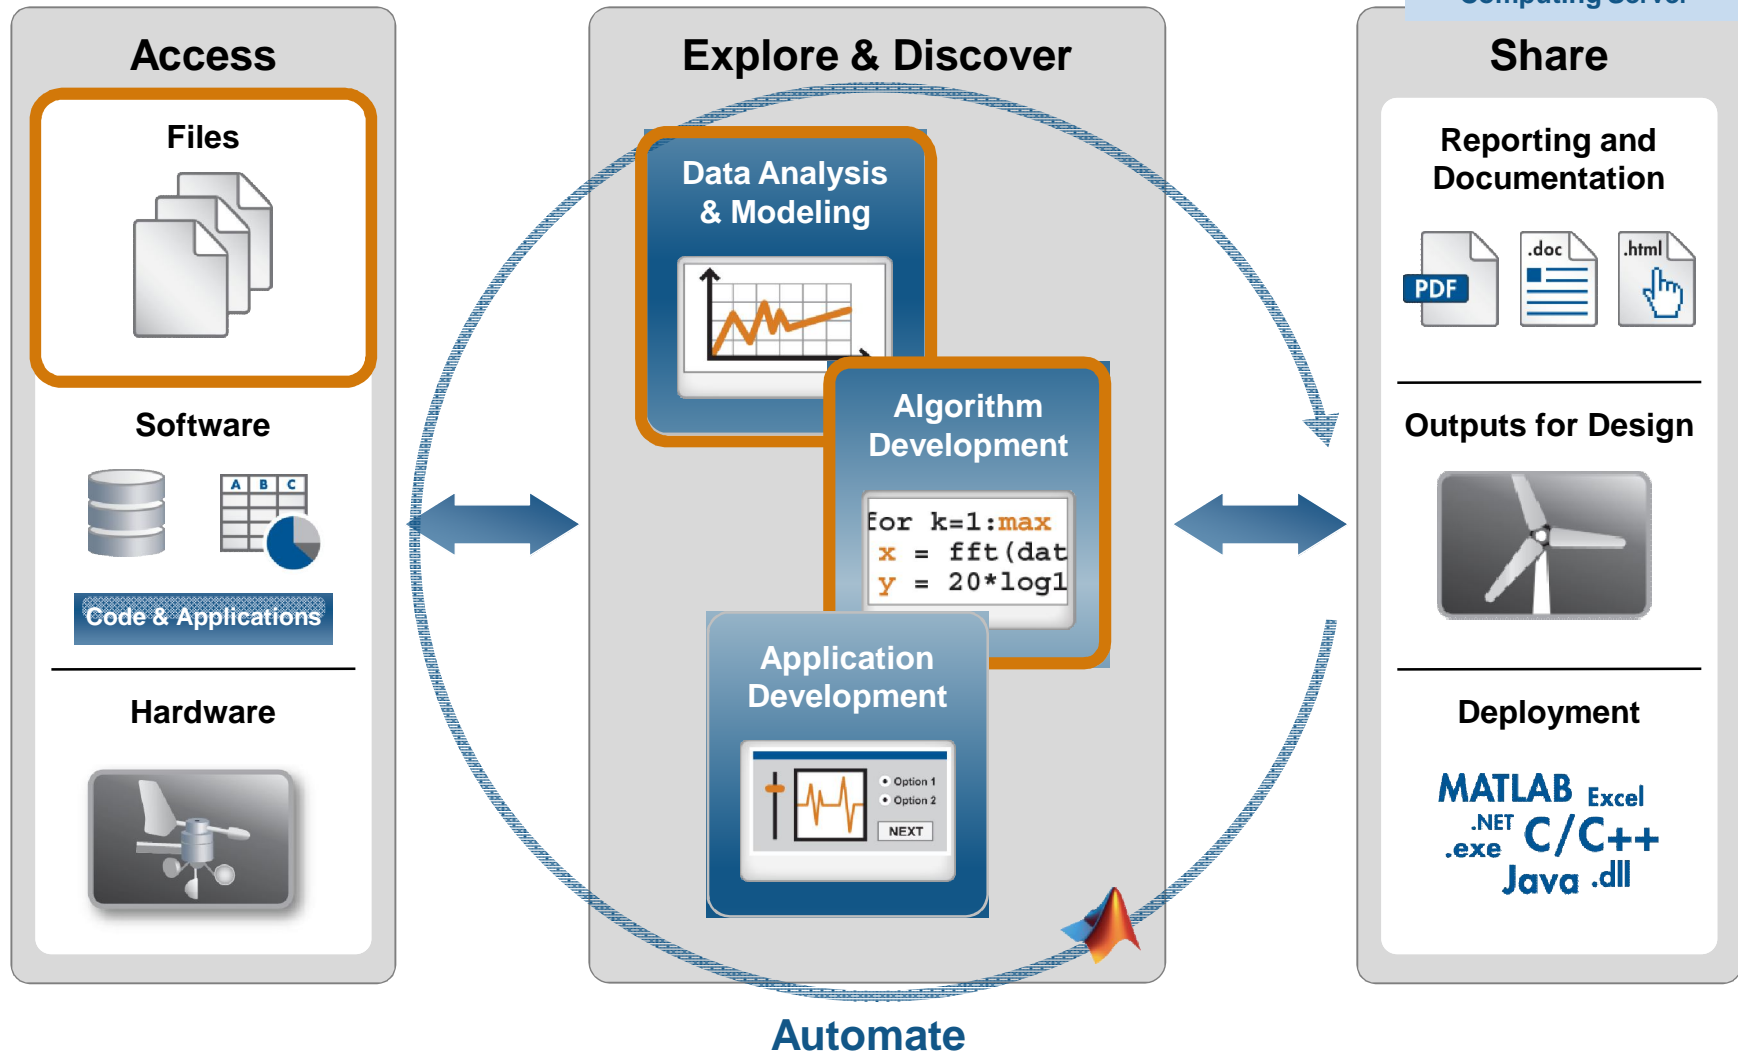 Computing Server
Access
Files
Software
A B C
Code & Applications
Hardware
Explore & Discover
Data Analysis
& Modeling
Algorithm
Development
for k=1:max
x = fft(dat
y = 20*log1
Application
Development
Option 1
Option 2
NEXT
Share
Reporting and
Documentation
PDF
.doc
.html
Outputs for Design
Deployment
MATLAB Excel
.NET C/C++
.exe
Java .dll
Automate